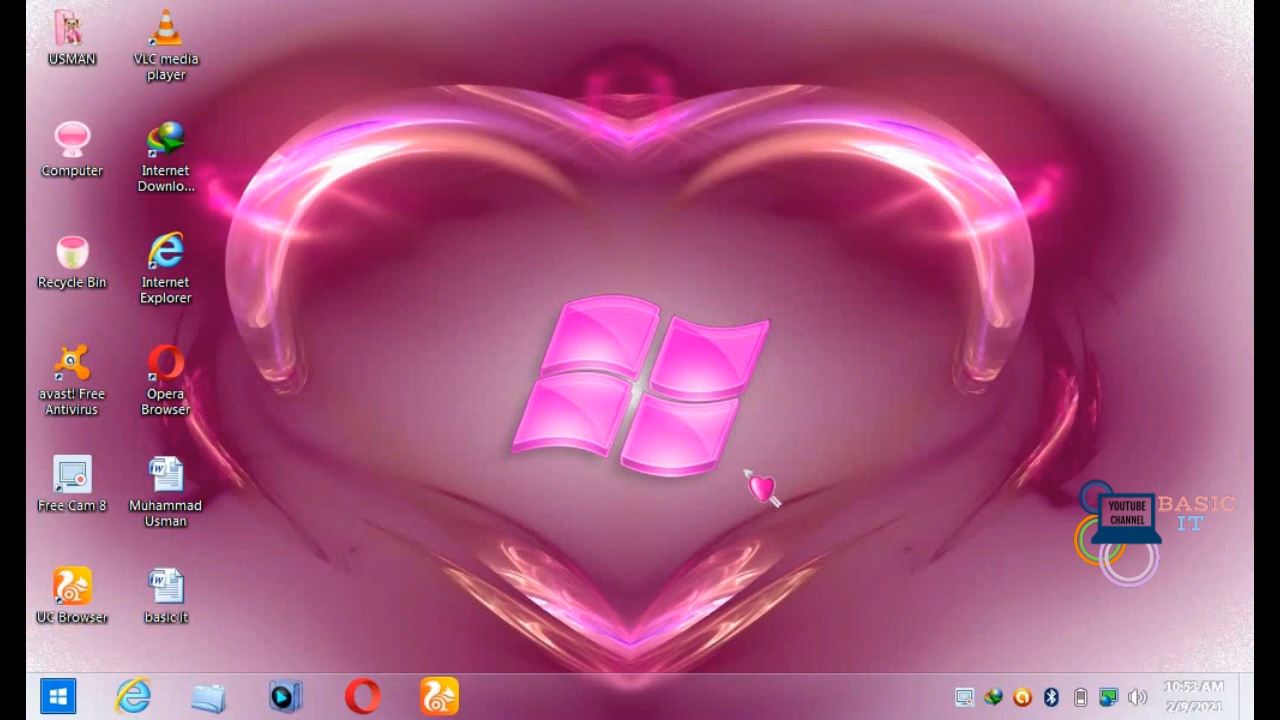 USMAN
VLC media
player
Computer
Internet
Downlo...
Recycle Bin
Internet
Explorer
avast! Free
Antivirus
Opera
Browser
Free Cam 8
Muhammad
Usman
UC Browser
basic it
YOUTUBE
CHANNEL
BASIC
IT
10:53 AM
2/9/2021